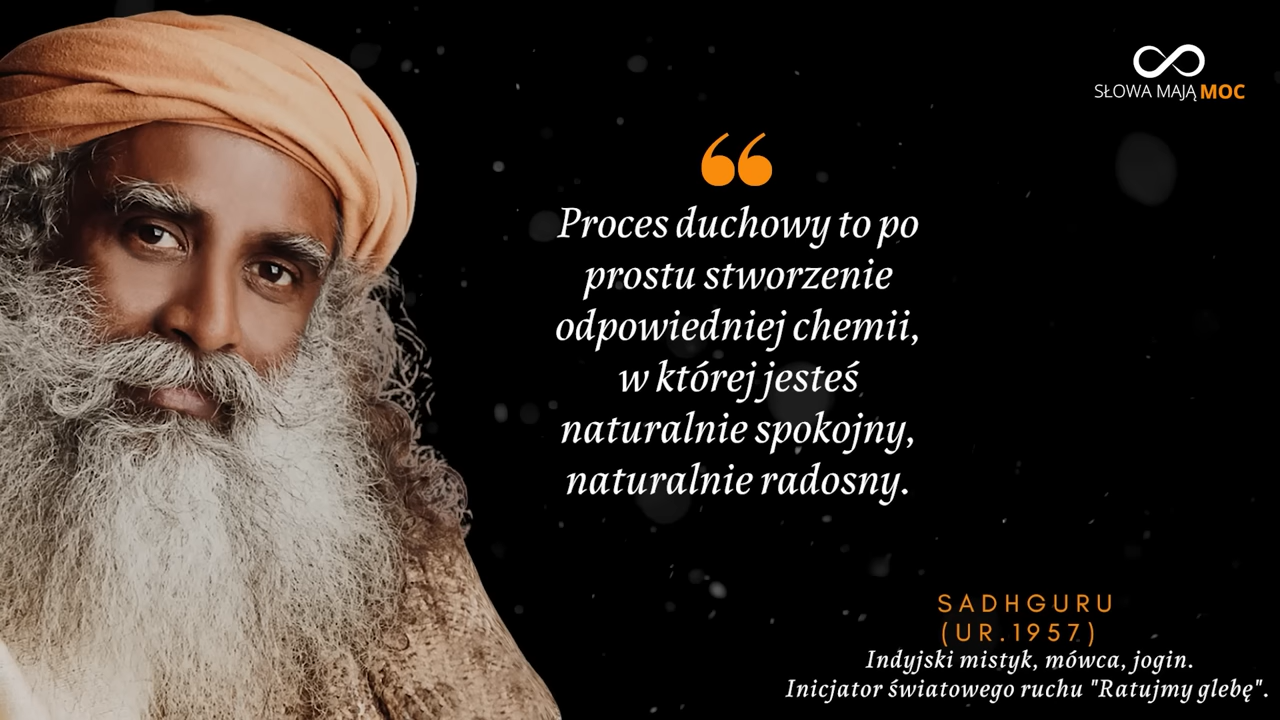 SŁOWA MAJĄ MOC
Proces duchowy to po
prostu stworzenie
odpowiedniej chemii,
w której jesteś
naturalnie spokojny,
naturalnie radosny.
SADHGURU
(UR.1957)
Indyjski mistyk, mówca, jogin.
Inicjator światowego ruchu "Ratujmy glebę".